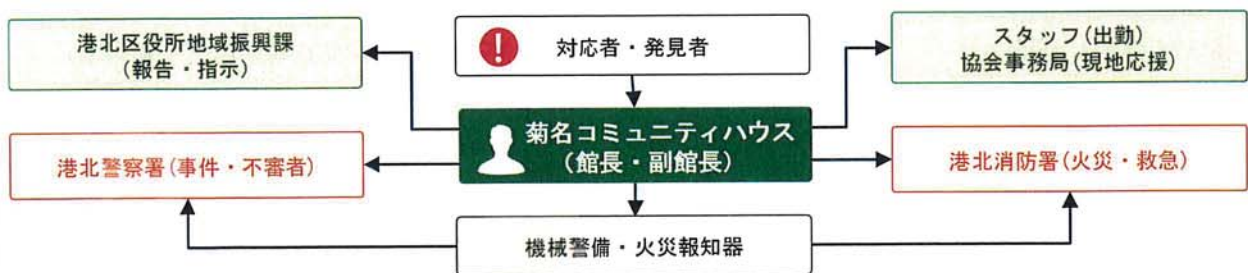 港北区役所地域振興課
(報告・指示)
対応者・発見者
スタッフ(出勤)
協会事務局(現地応援)
菊名コミュニティハウス
(館長・副館長)
港北警察署(事件・不審者)
港北消防署(火災・救急)
機械警備・火災報知器